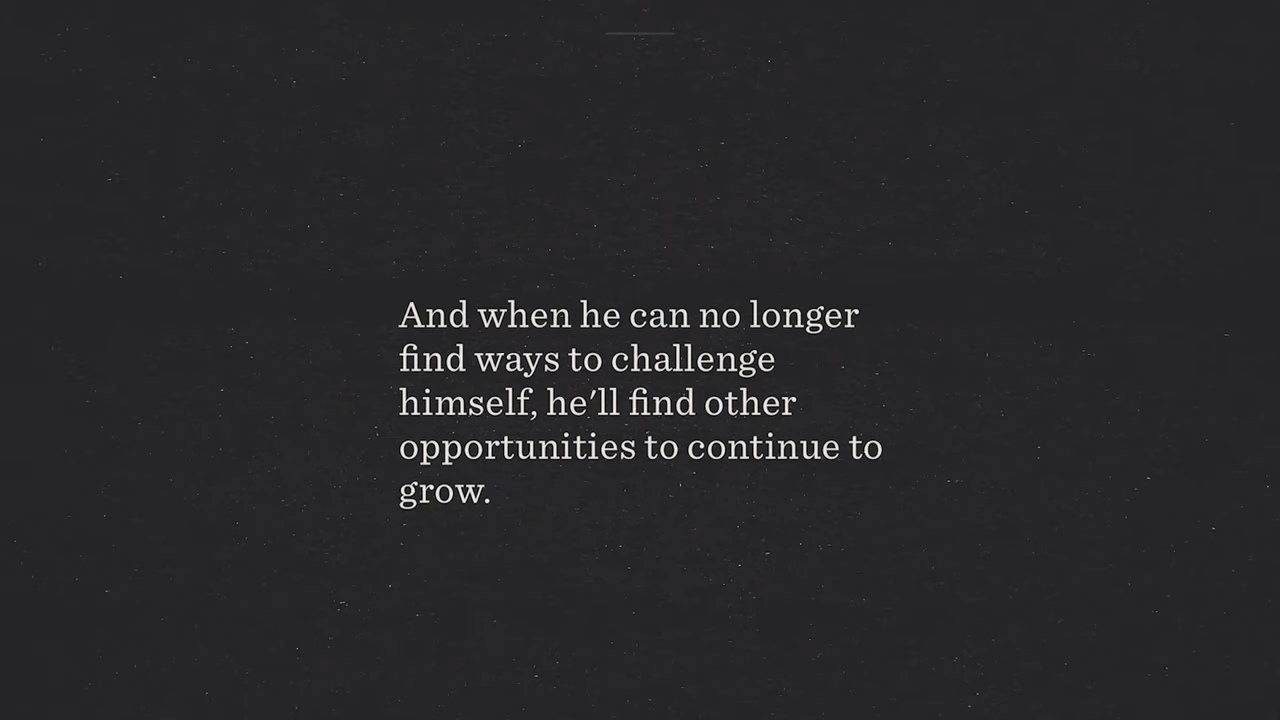 And when he can no longer
find ways to challenge
himself, he'll find other
opportunities to continue to
grow.